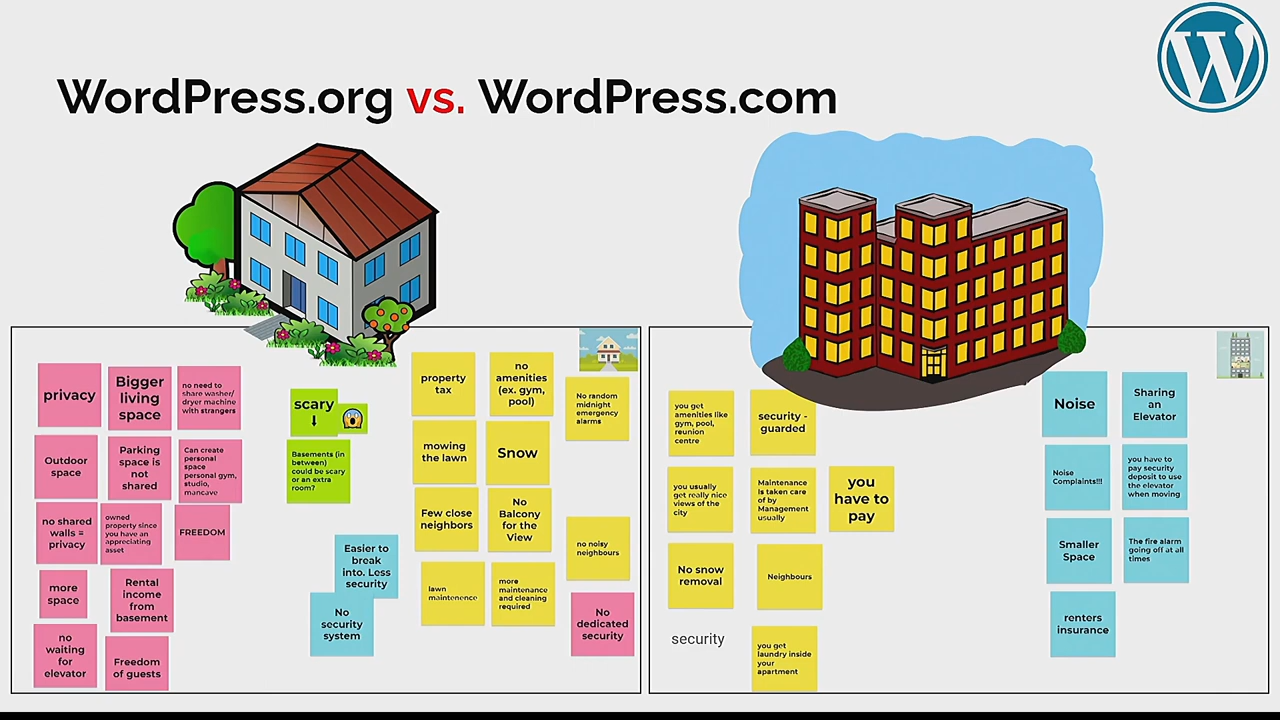 WordPress.org vs. WordPress.com
privacy
Bigger
living
space
no need to
share washer/
dryer machine
with strangers
Outdoor
space
Parking
space is
not
shared
Can create
personal
space
personal gym,
studio,
mancave
no shared
walls =
privacy
owned
property since
you have an
appreciating
asset
FREEDOM
more
space
Rental
income
from
basement
no
waiting
for
elevator
Freedom
of guests
scary
↓
Basements (in
between)
could be scary
or an extra
room?
Easier to
break
into. Less
security
No
security
system
property
tax
no
amenities
(ex. gym,
pool)
No random
midnight
emergency
alarms
mowing
the lawn
Snow
Few close
neighbors
No
Balcony
for the
View
no noisy
neighbours
lawn
maintenence
more
maintenance
and cleaning
required
No
dedicated
security
you get
amenities like
gym, pool,
reunion
centre
security -
guarded
you usually
get really nice
views of the
city
Maintenance
is taken care
of by
Management
usually
you
have to
pay
No snow
removal
Neighbours
security
you get
laundry inside
your
apartment
Noise
Sharing
an
Elevator
Noise
Complaints!!!
you have to
pay security
deposit to use
the elevator
when moving
Smaller
Space
The fire alarm
going off at all
times
renters
insurance